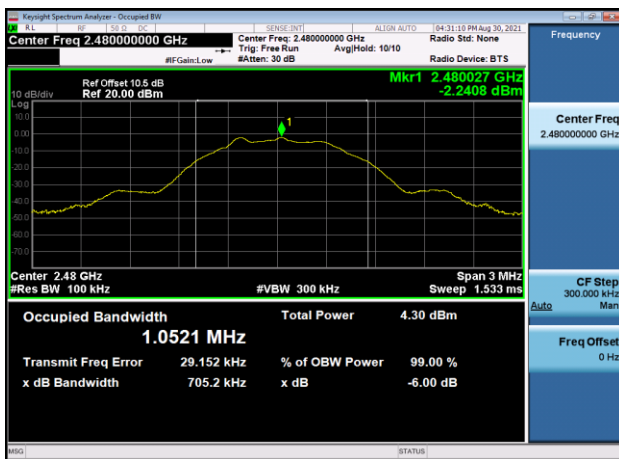 Keysight Spectrum Analyzer - Occupied BW
RL RF 50 Ω DC SENSE:INT ALIGN AUTO 04:31:10 PM Aug 30, 2021
Center Freq 2.480000000 GHz
Center Freq: 2.480000000 GHz Radio Std: None
Trig: Free Run Avg|Hold: 10/10
#IFGain:Low #Atten: 30 dB Radio Device: BTS
Frequency
Ref Offset 10.5 dB Mkr1 2.480027 GHz
10 dB/div Ref 20.00 dBm -2.2408 dBm
Log
10.0
0.00
-10.0
-20.0
-30.0
-40.0
-50.0
-60.0
-70.0
1
Center 2.48 GHz Span 3 MHz
#Res BW 100 kHz #VBW 300 kHz Sweep 1.533 ms
Occupied Bandwidth Total Power 4.30 dBm
1.0521 MHz
Transmit Freq Error 29.152 kHz % of OBW Power 99.00 %
x dB Bandwidth 705.2 kHz x dB -6.00 dB
Center Freq
2.480000000 GHz
CF Step
300.000 kHz
Auto Man
Freq Offset
0 Hz
MSG STATUS